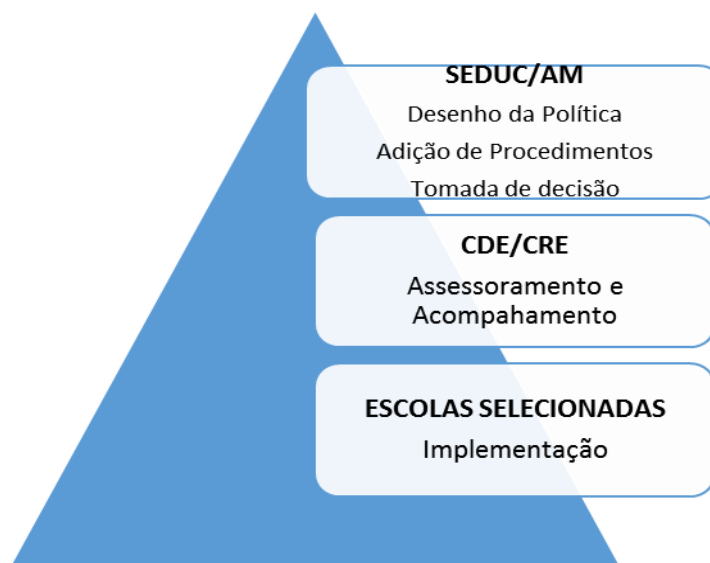 SEDUC/AM
Desenho da Política
Adição de Procedimentos
Tomada de decisão
CDE/CRE
Assessoramento e
Acompahamento
ESCOLAS SELECIONADAS
Implementação